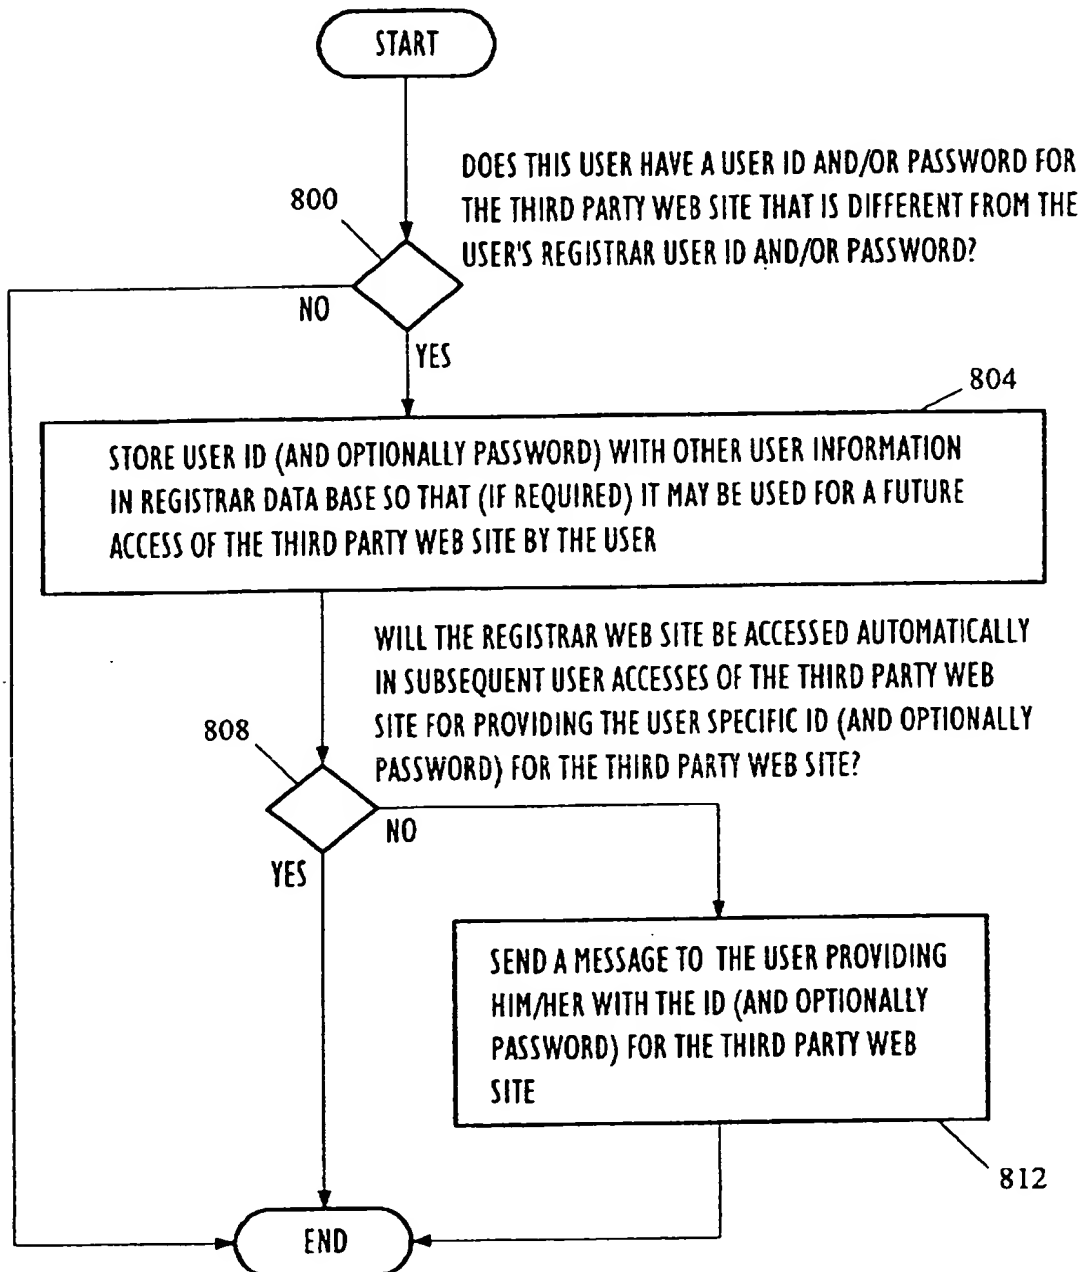 START
DOES THIS USER HAVE A USER ID AND/OR PASSWORD FOR
THE THIRD PARTY WEB SITE THAT IS DIFFERENT FROM THE
USER'S REGISTRAR USER ID AND/OR PASSWORD?
800
NO
YES
804
STORE USER ID (AND OPTIONALLY PASSWORD) WITH OTHER USER INFORMATION
IN REGISTRAR DATA BASE SO THAT (IF REQUIRED) IT MAY BE USED FOR A FUTURE
ACCESS OF THE THIRD PARTY WEB SITE BY THE USER
WILL THE REGISTRAR WEB SITE BE ACCESSED AUTOMATICALLY
IN SUBSEQUENT USER ACCESSES OF THE THIRD PARTY WEB
SITE FOR PROVIDING THE USER SPECIFIC ID (AND OPTIONALLY
PASSWORD) FOR THE THIRD PARTY WEB SITE?
808
NO
YES
SEND A MESSAGE TO THE USER PROVIDING
HIM/HER WITH THE ID (AND OPTIONALLY
PASSWORD) FOR THE THIRD PARTY WEB
SITE
812
END